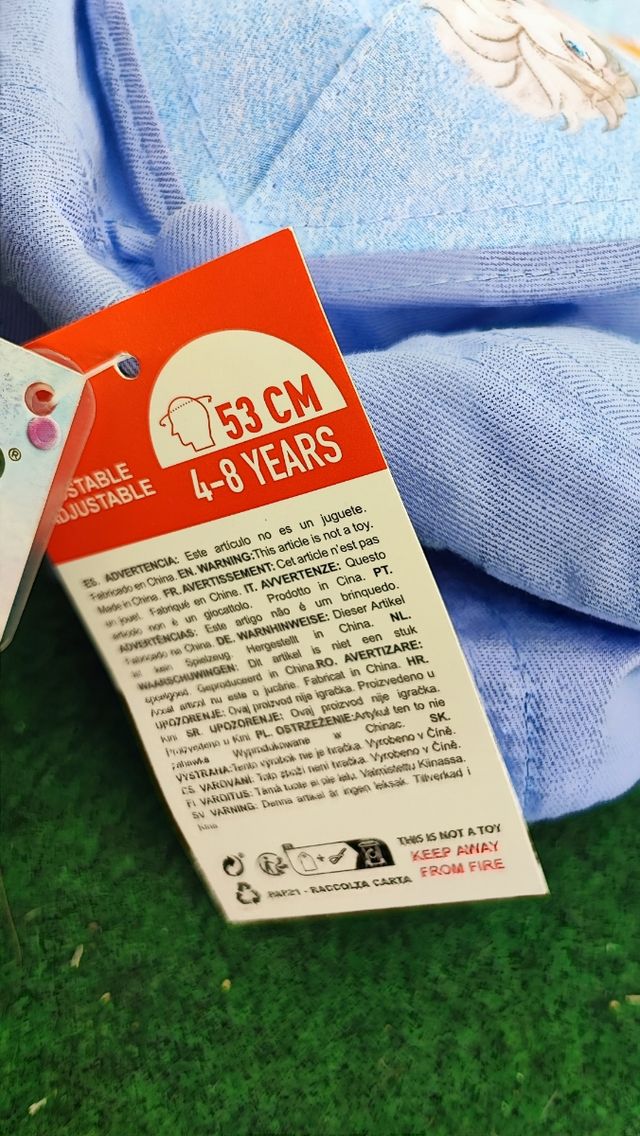 ®
53 CM
4-8 YEARS
STABLE
ADJUSTABLE
ES. ADVERTENCIA: Este artículo no es un juguete.
Fabricado en China. EN. WARNING:This article is not a toy.
Made in China. FR. AVERTISSEMENT: Cet article n'est pas
un jouet. Fabriqué en Chine. IT. AVVERTENZE: Questo
articolo non è un giocattolo. Prodotto in Cina. PT.
ADVERTÊNCIAS: Este artigo não é um brinquedo.
Fabricado na China. DE. WARNHINWEISE: Dieser Artikel
ist kein Spielzeug. Hergestellt in China. NL.
WAARSCHUWINGEN: Dit artikel is niet een stuk
speelgoed. Geproduceerd in China.RO. AVERTIZARE:
Acest articol nu este o jucărie. Fabricat in China. HR.
UPOZORENJE: Ovaj proizvod nije igračka. Proizvedeno u
Kini SR. UPOZORENJE: Ovaj proizvod nije igračka.
Proizvedeno u Kini PL. OSTRZEŻENIE:Artykuł ten to nie
zabawka Wyprodukowane w Chinac. SK.
VÝSTRAHA:Tento výrobok nie je hračka. Vyrobeno v Číně.
CS. VAROVÁNÍ: Toto zboží není hračka. Vyrobeno v Číně.
FI. VAROITUS: Tämä tuote ei ole lelu. Valmistettu Kiinassa.
SV. VARNING: Denna artikel är ingen leksak. Tillverkad i
Kina
THIS IS NOT A TOY
KEEP AWAY
FROM FIRE
PAP21 - RACCOLTA CARTA